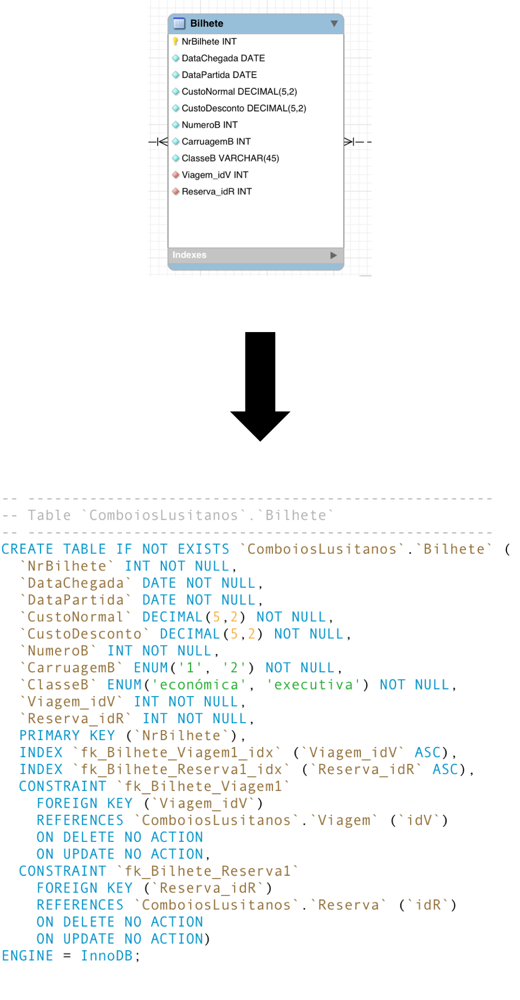 Bilhete
NrBilhete INT
DataChegada DATE
DataPartida DATE
CustoNormal DECIMAL(5,2)
CustoDesconto DECIMAL(5,2)
NumeroB INT
CarruagemB INT
ClasseB VARCHAR(45)
Viagem_idV INT
Reserva_idR INT
Indexes
-- -----------------------------------------------------
-- Table `ComboiosLusitanos`.`Bilhete`
-- -----------------------------------------------------
CREATE TABLE IF NOT EXISTS `ComboiosLusitanos`.`Bilhete` (
  `NrBilhete` INT NOT NULL,
  `DataChegada` DATE NOT NULL,
  `DataPartida` DATE NOT NULL,
  `CustoNormal` DECIMAL(5,2) NOT NULL,
  `CustoDesconto` DECIMAL(5,2) NOT NULL,
  `NumeroB` INT NOT NULL,
  `CarruagemB` ENUM('1', '2') NOT NULL,
  `ClasseB` ENUM('económica', 'executiva') NOT NULL,
  `Viagem_idV` INT NOT NULL,
  `Reserva_idR` INT NOT NULL,
  PRIMARY KEY (`NrBilhete`),
  INDEX `fk_Bilhete_Viagem1_idx` (`Viagem_idV` ASC),
  INDEX `fk_Bilhete_Reserva1_idx` (`Reserva_idR` ASC),
  CONSTRAINT `fk_Bilhete_Viagem1`
    FOREIGN KEY (`Viagem_idV`)
    REFERENCES `ComboiosLusitanos`.`Viagem` (`idV`)
    ON DELETE NO ACTION
    ON UPDATE NO ACTION,
  CONSTRAINT `fk_Bilhete_Reserva1`
    FOREIGN KEY (`Reserva_idR`)
    REFERENCES `ComboiosLusitanos`.`Reserva` (`idR`)
    ON DELETE NO ACTION
    ON UPDATE NO ACTION)
ENGINE = InnoDB;